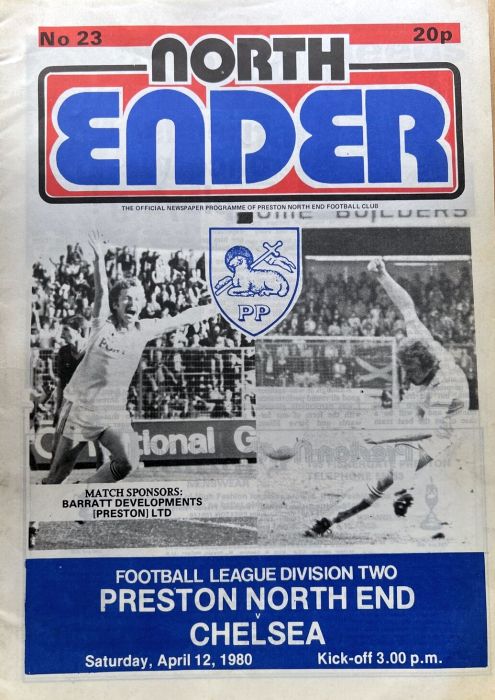 No 23
20p
NORTH
ENDER
THE OFFICIAL NEWSPAPER PROGRAMME OF PRESTON NORTH END FOOTBALL CLUB
BUILDERS
PP
tional G
MATCH SPONSORS:
BARRATT DEVELOPMENTS
[PRESTON] LTD
FOOTBALL LEAGUE DIVISION TWO
PRESTON NORTH END
v
CHELSEA
Saturday, April 12, 1980
Kick-off 3.00 p.m.